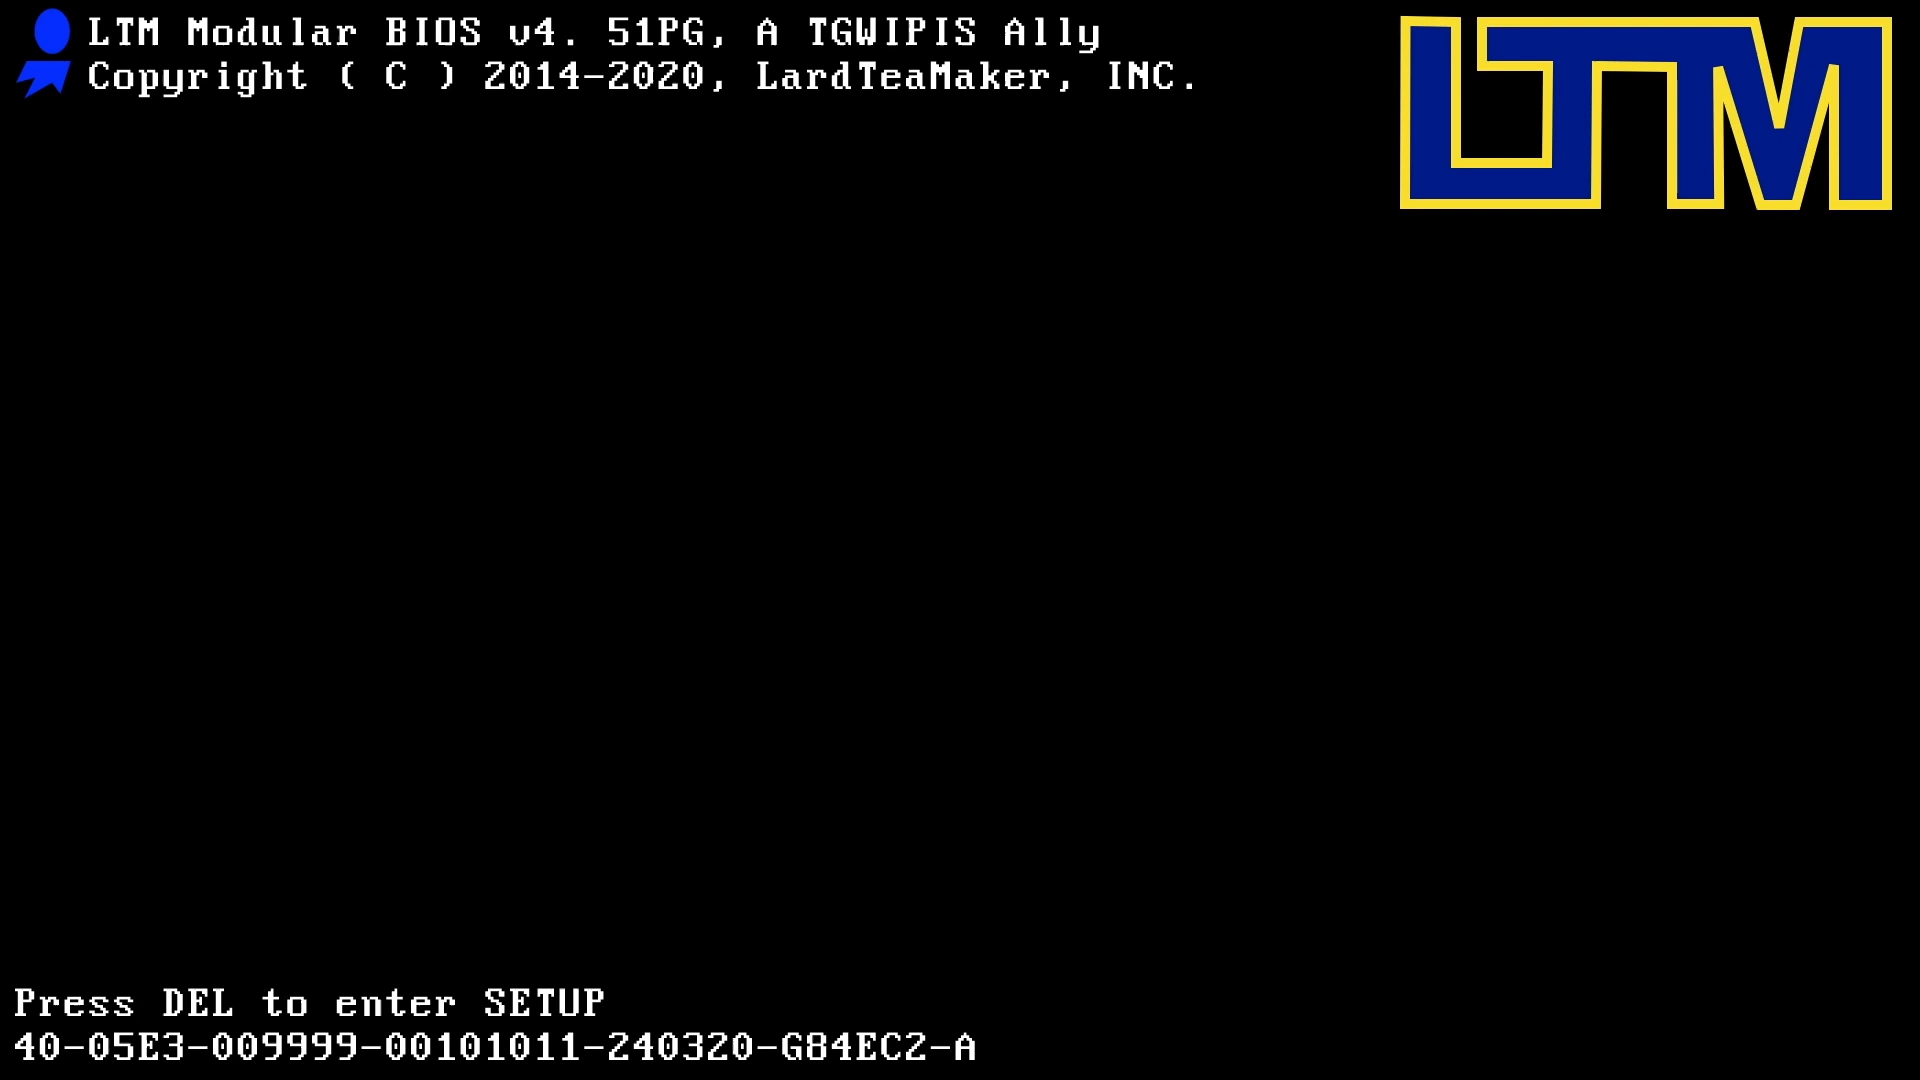 LTM Modular BIOS v4. 51PG, A TGWIPIS Ally
Copyright ( C ) 2014-2020, LardTeaMaker, INC.
LTM
Press DEL to enter SETUP
40-05E3-009999-00101011-240320-G84EC2-A